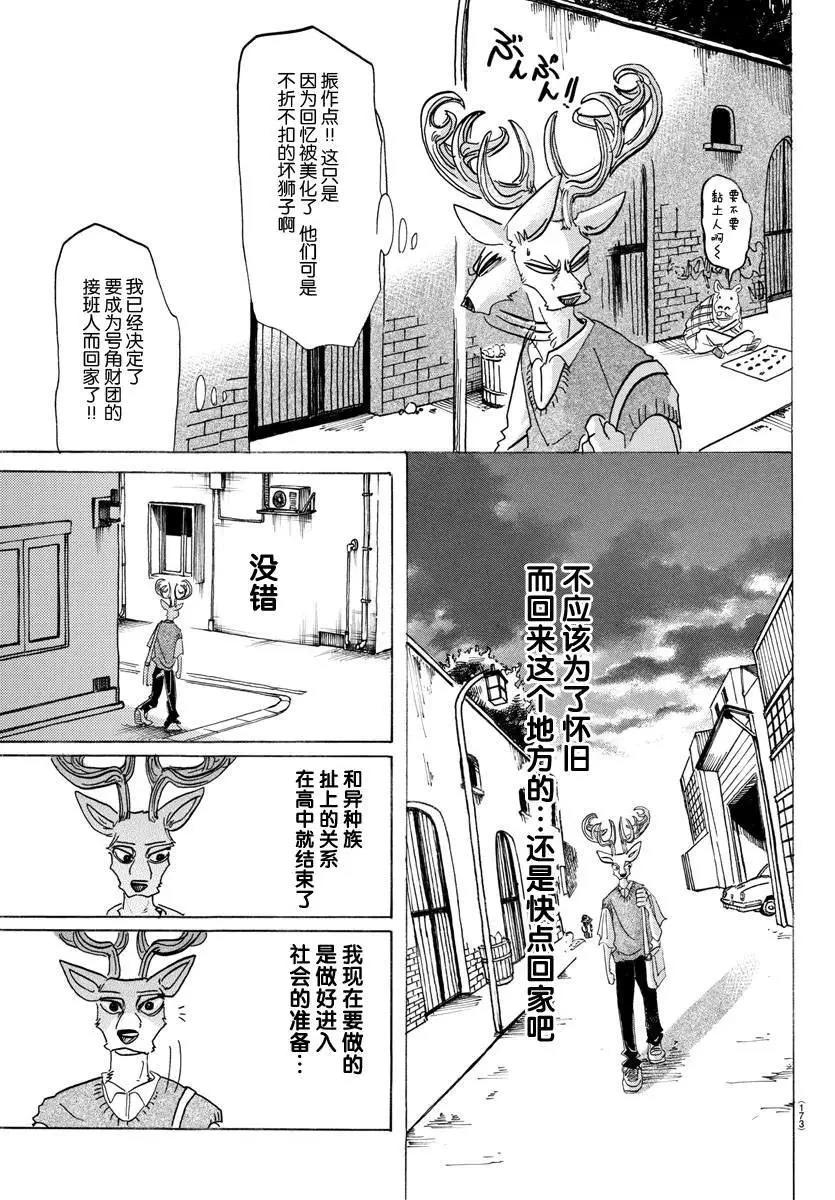 ぷんぷん!!
要不要
黏土人啊~
振作点!! 这只是
因为回忆被美化了 他们可是
不折不扣的坏狮子啊
我已经决定了
要成为号角财团的
接班人而回家了!!
不应该为了怀旧
而回来这个地方的…还是快点回家吧
没错
和异种族
扯上的关系
在高中就结束了
我现在要做的
是做好进入
社会的准备…
(173)